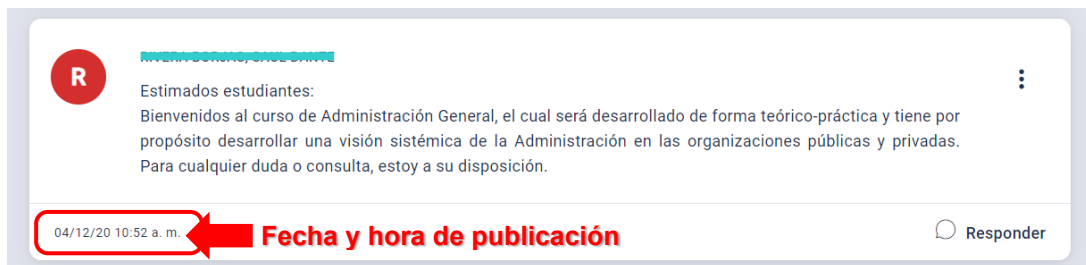 R
Estimados estudiantes:
Bienvenidos al curso de Administración General, el cual será desarrollado de forma teórico-práctica y tiene por
propósito desarrollar una visión sistémica de la Administración en las organizaciones públicas y privadas.
Para cualquier duda o consulta, estoy a su disposición.
04/12/20 10:52 a. m.
Fecha y hora de publicación
Responder